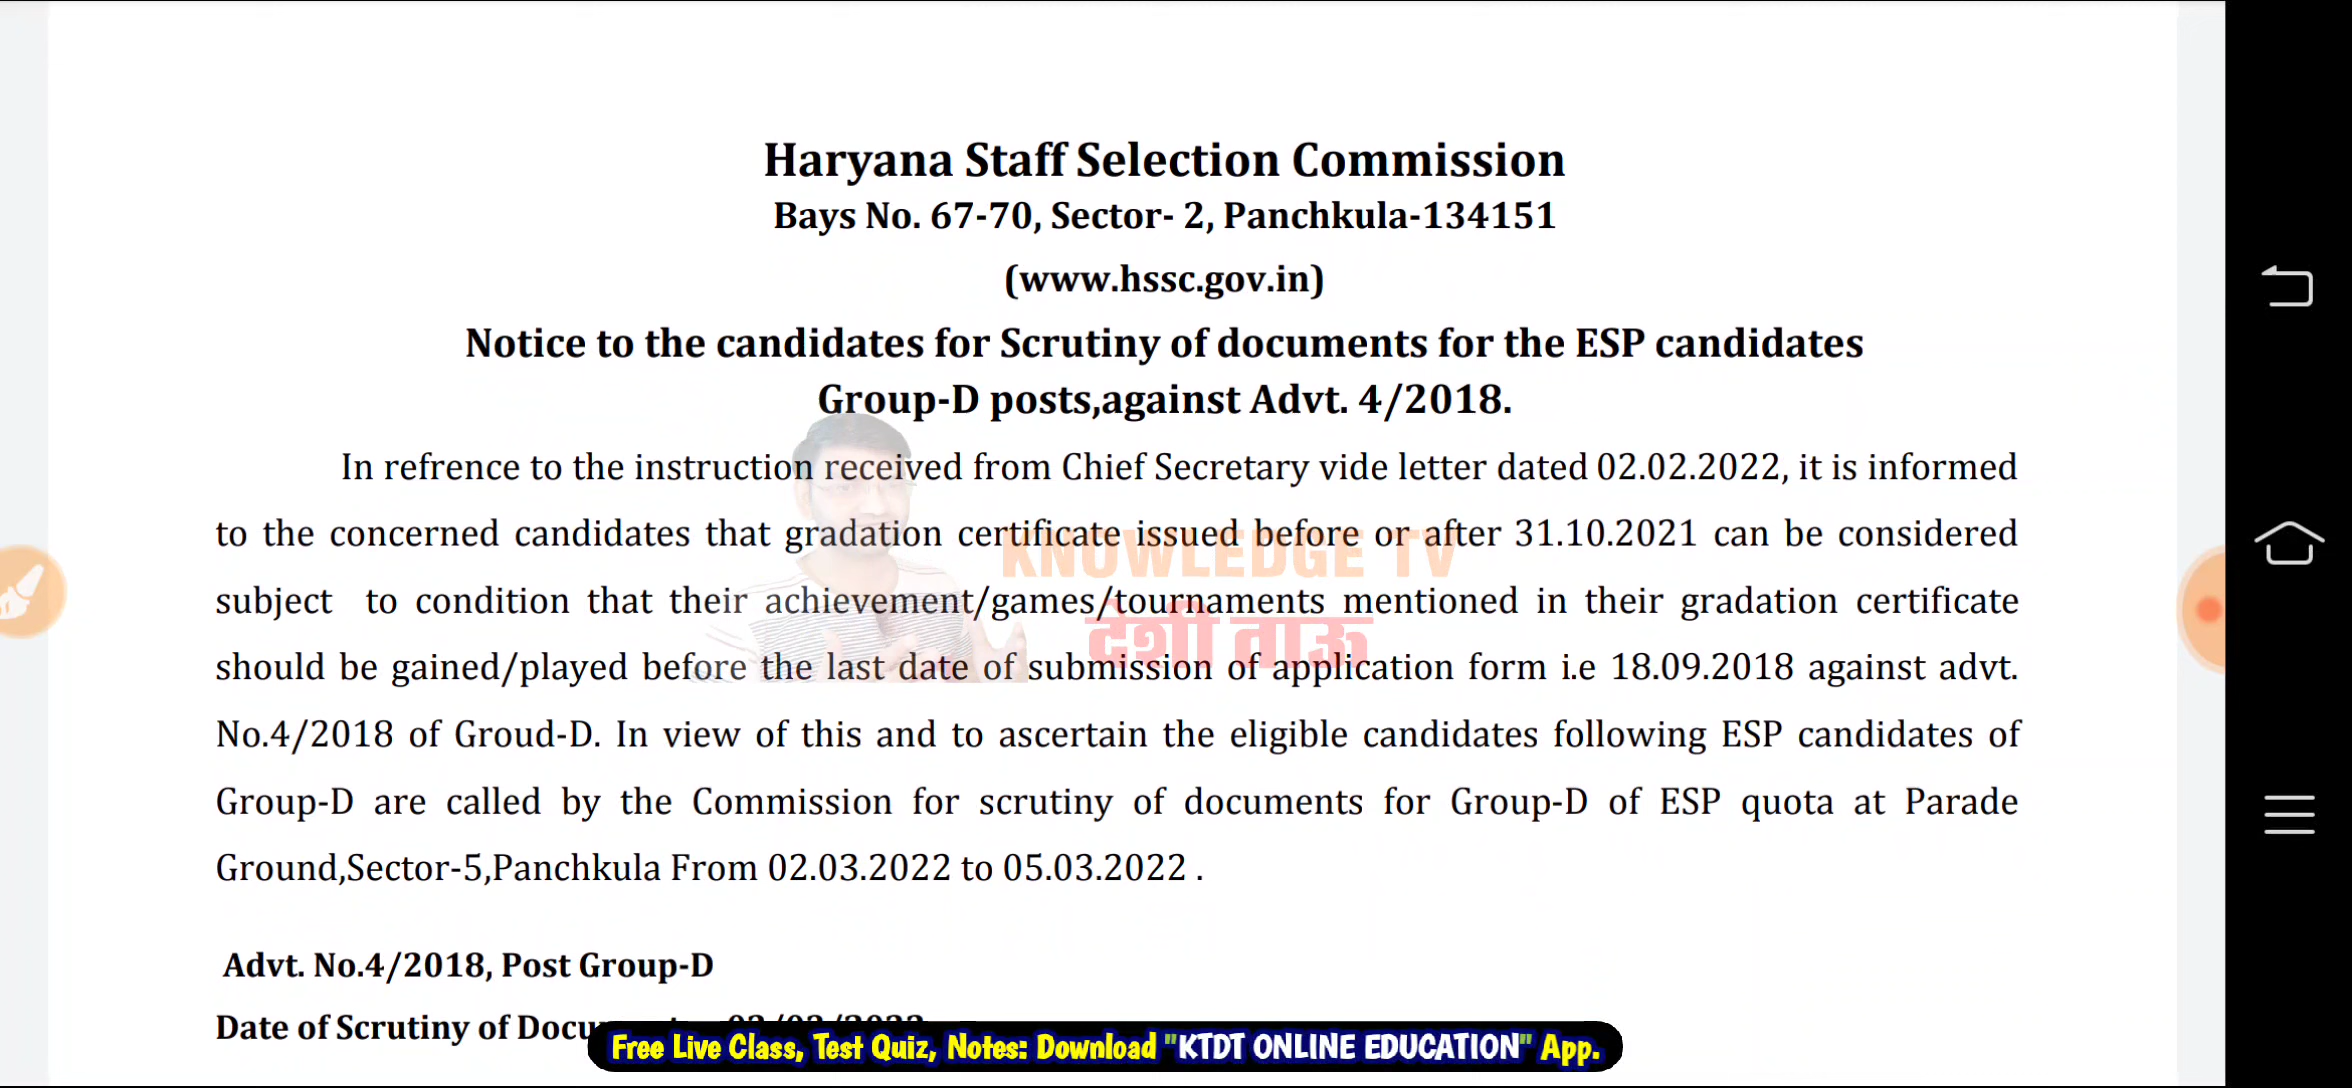 Haryana Staff Selection Commission
Bays No. 67-70, Sector- 2, Panchkula-134151
(www.hssc.gov.in)
Notice to the candidates for Scrutiny of documents for the ESP candidates
Group-D posts,against Advt. 4/2018.
In refrence to the instruction received from Chief Secretary vide letter dated 02.02.2022, it is informed
to the concerned candidates that gradation certificate issued before or after 31.10.2021 can be considered
KNOWLEDGE TV
subject to condition that their achievement/games/tournaments mentioned in their gradation certificate
देशी ताऊ
should be gained/played before the last date of submission of application form i.e 18.09.2018 against advt.
No.4/2018 of Groud-D. In view of this and to ascertain the eligible candidates following ESP candidates of
Group-D are called by the Commission for scrutiny of documents for Group-D of ESP quota at Parade
Ground,Sector-5,Panchkula From 02.03.2022 to 05.03.2022 .
Advt. No.4/2018, Post Group-D
Date of Scrutiny of
Free Live Class, Test Quiz, Notes: Download "KTDT ONLINE EDUCATION" App.